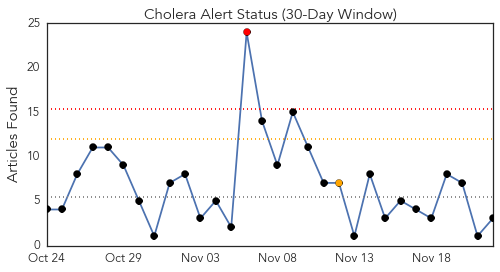 Cholera Alert Status (30-Day Window)
Articles Found
25
20
15
10
5
0
Oct 24 Oct 29 Nov 03 Nov 08 Nov 13 Nov 18